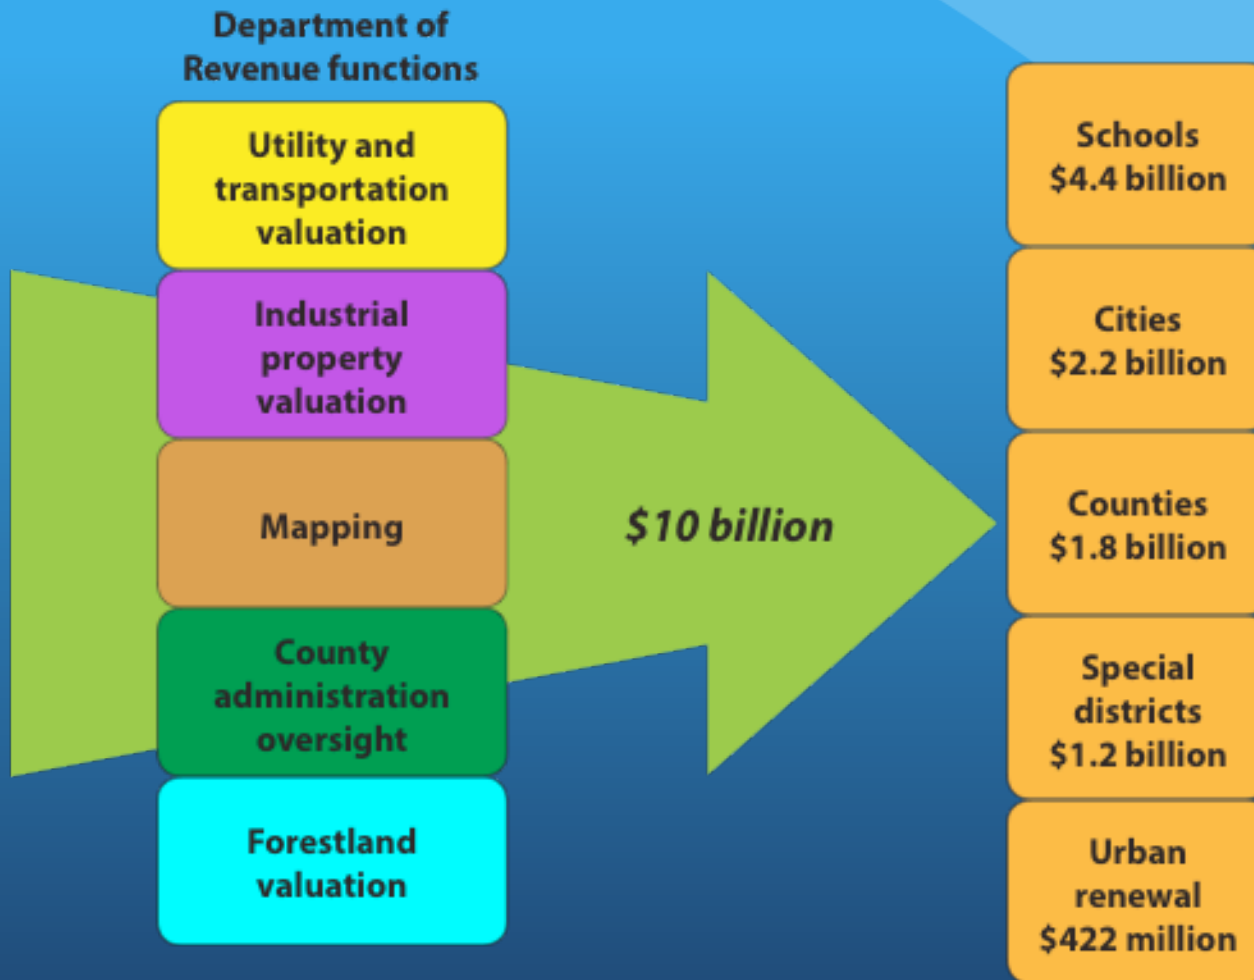 Department of
Revenue functions
Utility and
transportation
valuation
Industrial
property
valuation
Mapping
County
administration
oversight
Forestland
valuation
$10 billion
Schools
$4.4 billion
Cities
$2.2 billion
Counties
$1.8 billion
Special
districts
$1.2 billion
Urban
renewal
$422 million